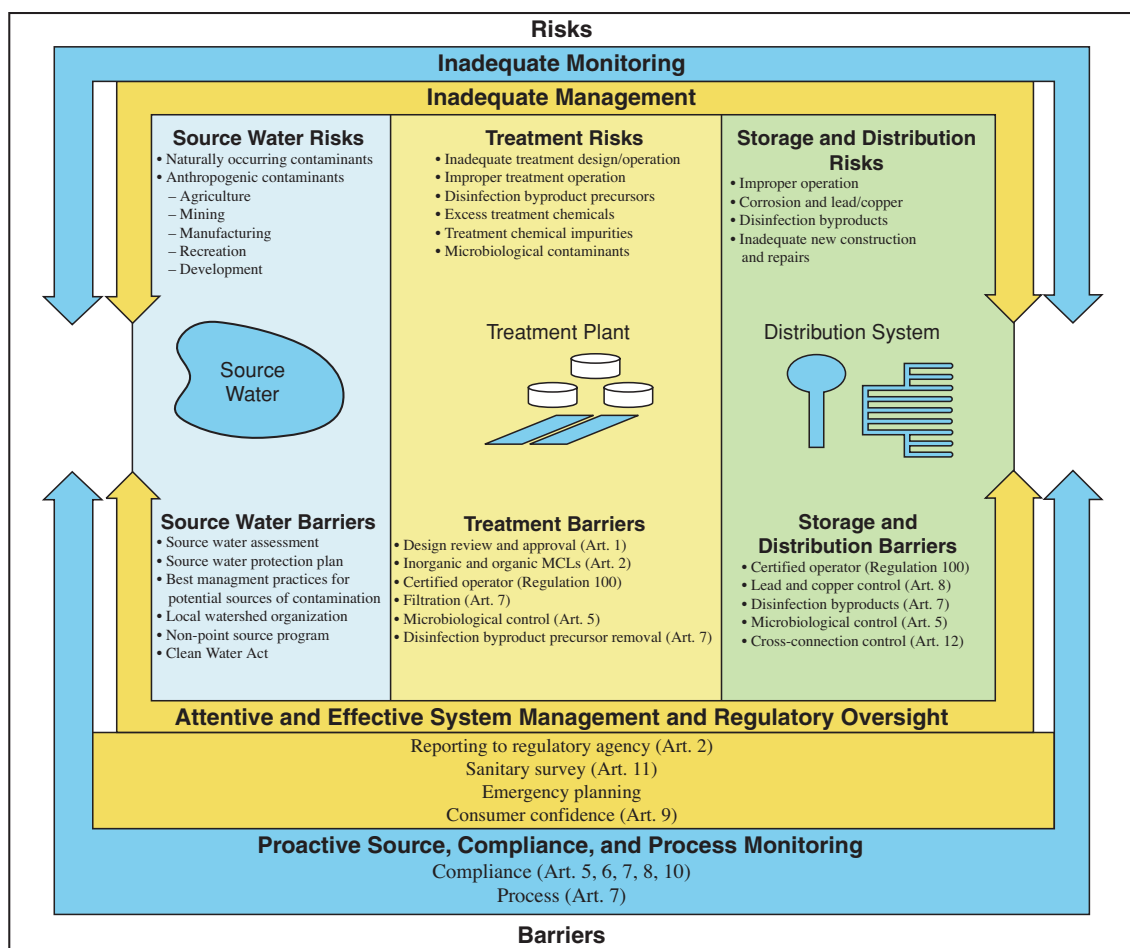 Risks
Inadequate Monitoring
Inadequate Management
Source Water Risks
• Naturally occurring contaminants
• Anthropogenic contaminants
– Agriculture
– Mining
– Manufacturing
– Recreation
– Development
Treatment Risks
• Inadequate treatment design/operation
• Improper treatment operation
• Disinfection byproduct precursors
• Excess treatment chemicals
• Treatment chemical impurities
• Microbiological contaminants
Storage and Distribution
Risks
• Improper operation
• Corrosion and lead/copper
• Disinfection byproducts
• Inadequate new construction
and repairs
Source
Water
Treatment Plant
Distribution System
Source Water Barriers
• Source water assessment
• Source water protection plan
• Best managment practices for
potential sources of contamination
• Local watershed organization
• Non-point source program
• Clean Water Act
Treatment Barriers
• Design review and approval (Art. 1)
• Inorganic and organic MCLs (Art. 2)
• Certified operator (Regulation 100)
• Filtration (Art. 7)
• Microbiological control (Art. 5)
• Disinfection byproduct precursor removal (Art. 7)
Storage and
Distribution Barriers
• Certified operator (Regulation 100)
• Lead and copper control (Art. 8)
• Disinfection byproducts (Art. 7)
• Microbiological control (Art. 5)
• Cross-connection control (Art. 12)
Attentive and Effective System Management and Regulatory Oversight
Reporting to regulatory agency (Art. 2)
Sanitary survey (Art. 11)
Emergency planning
Consumer confidence (Art. 9)
Proactive Source, Compliance, and Process Monitoring
Compliance (Art. 5, 6, 7, 8, 10)
Process (Art. 7)
Barriers